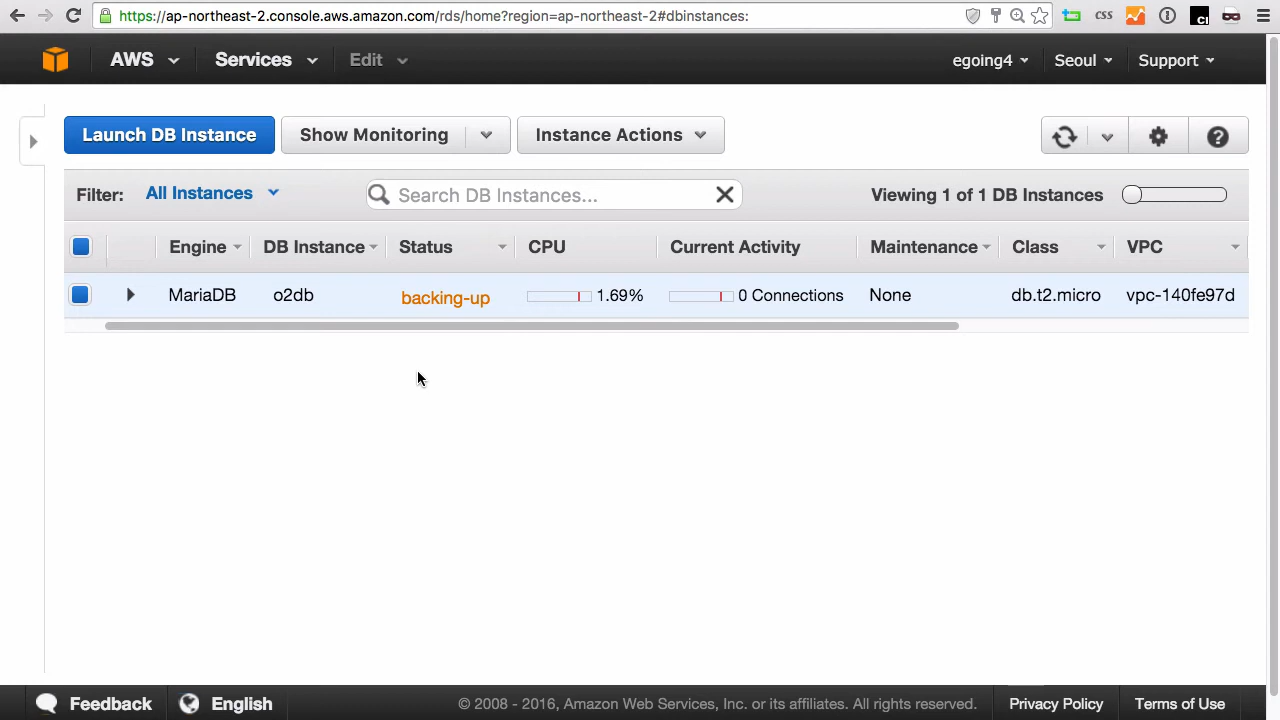 https://ap-northeast-2.console.aws.amazon.com/rds/home?region=ap-northeast-2#dbinstances:
CSS
AWS Services Edit egoing4 Seoul Support
Launch DB Instance Show Monitoring Instance Actions
Filter: All Instances Search DB Instances... Viewing 1 of 1 DB Instances
Engine DB Instance Status CPU Current Activity Maintenance Class VPC
MariaDB o2db backing-up 1.69% 0 Connections None db.t2.micro vpc-140fe97d
Feedback English © 2008 - 2016, Amazon Web Services, Inc. or its affiliates. All rights reserved. Privacy Policy Terms of Use